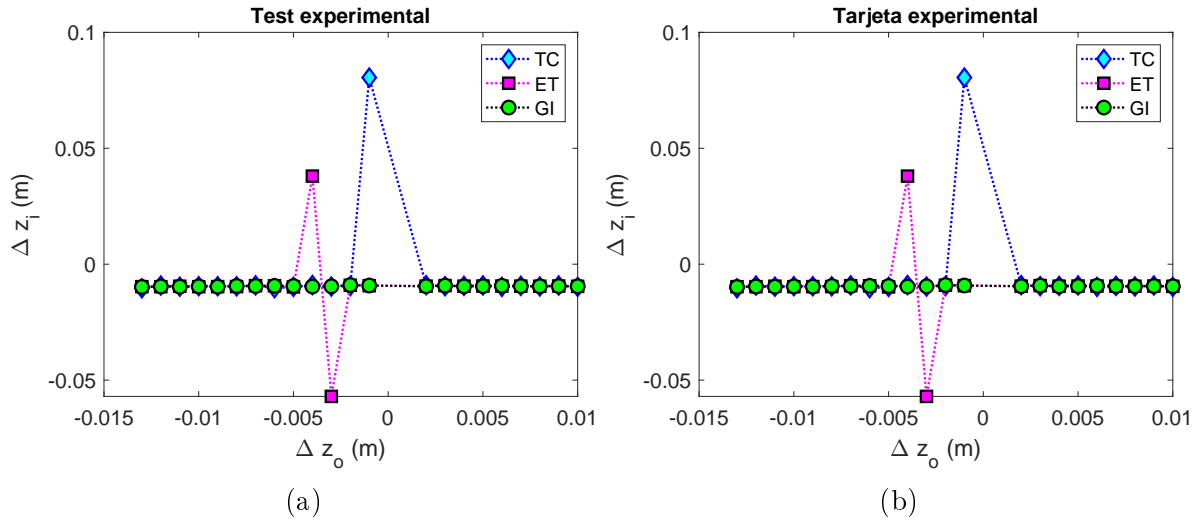 Test experimental
0.1
0.05
0
-0.05
Δ z_i (m)
-0.015 -0.01 -0.005 0 0.005 0.01
Δ z_o (m)
TC
ET
GI
(a)
Tarjeta experimental
0.1
0.05
0
-0.05
Δ z_i (m)
-0.015 -0.01 -0.005 0 0.005 0.01
Δ z_o (m)
TC
ET
GI
(b)